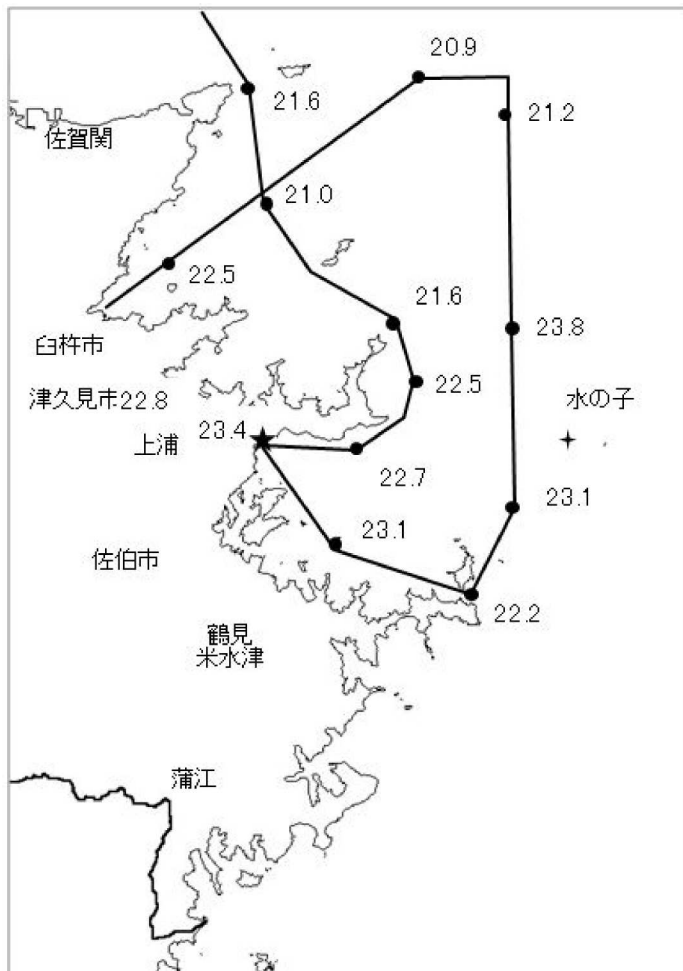 20.9
21.6
21.2
佐賀関
21.0
22.5
21.6
23.8
臼杵市
22.5
津久見市22.8
水の子
23.4
上浦
22.7
23.1
23.1
佐伯市
22.2
鶴見
米水津
蒲江